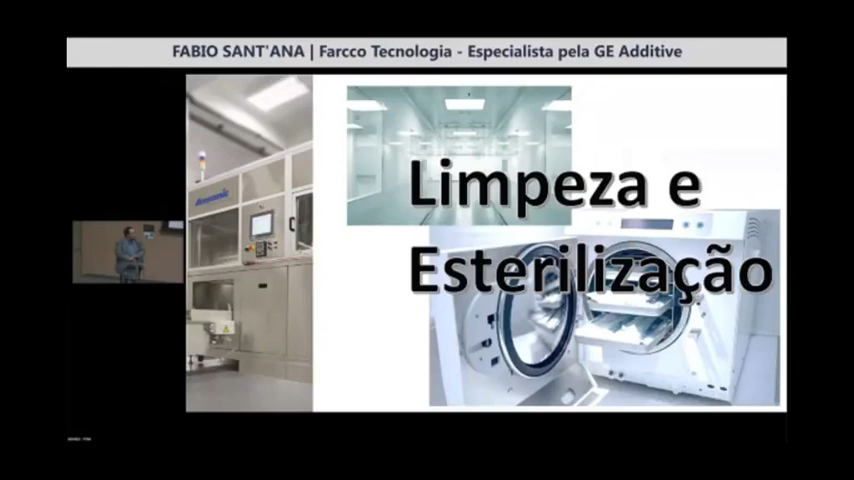 FABIO SANT'ANA | Farcco Tecnologia - Especialista pela GE Additive
Limpeza e
Esterilização